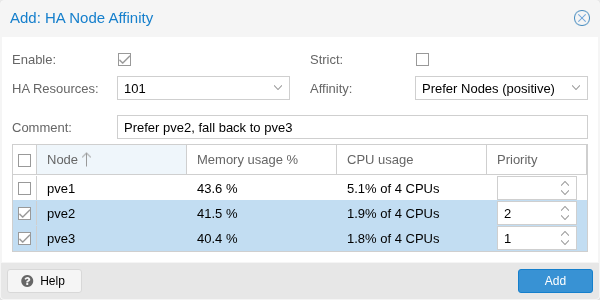 Add: HA Node Affinity
Enable: Strict:
HA Resources: 101 Affinity: Prefer Nodes (positive)
Comment: Prefer pve2, fall back to pve3
Node Memory usage % CPU usage Priority
pve1 43.6 % 5.1% of 4 CPUs
pve2 41.5 % 1.9% of 4 CPUs 2
pve3 40.4 % 1.8% of 4 CPUs 1
? Help Add